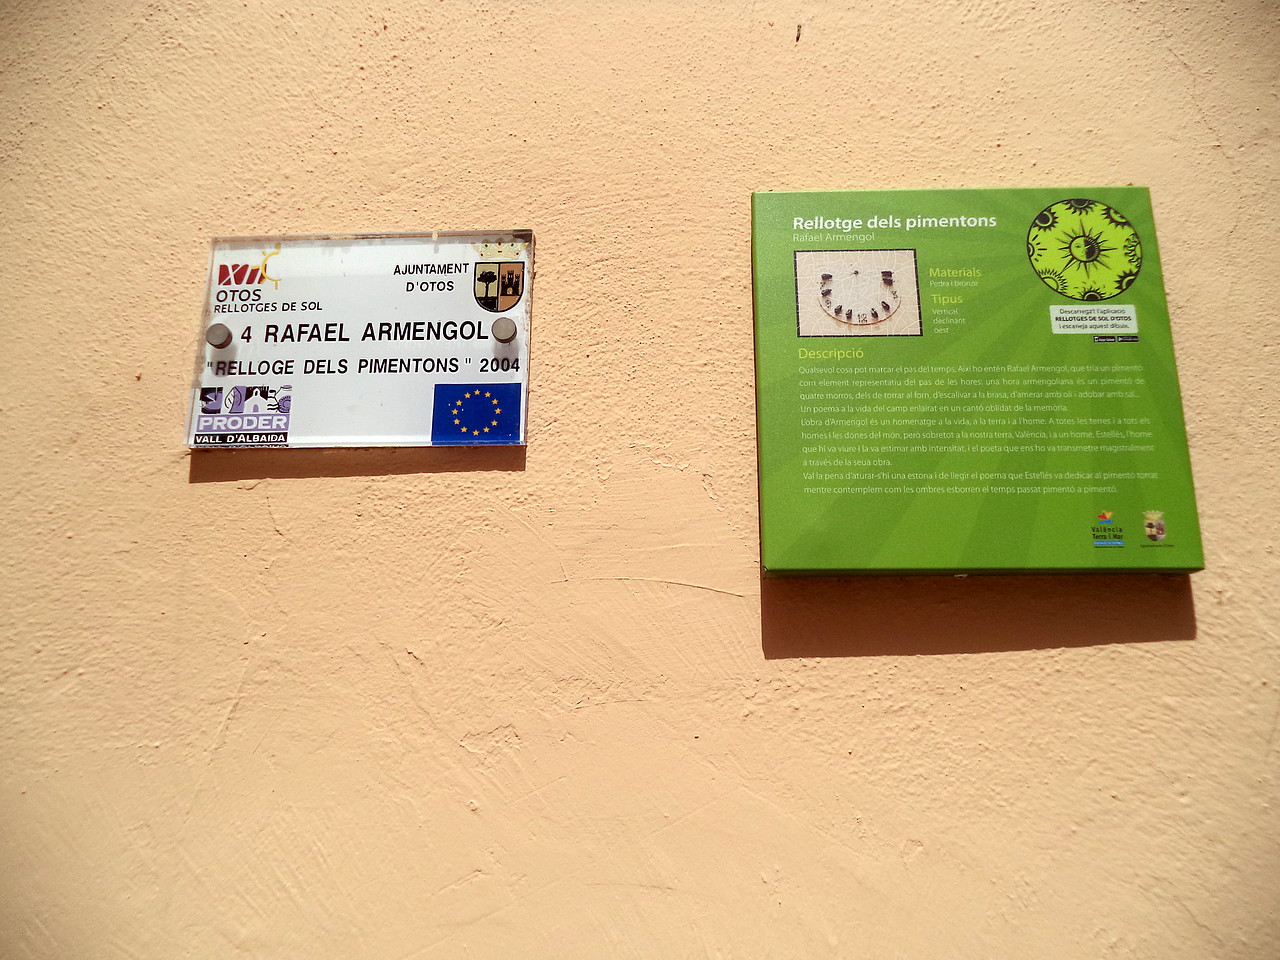 XII
OTOS
RELLOTGES DE SOL
AJUNTAMENT
D'OTOS
4 RAFAEL ARMENGOL
"RELLOGE DELS PIMENTONS" 2004
PRODER
VALL D'ALBAIDA
Rellotge dels pimentons
Rafael Armengol
Materials
Pedra i bronze
Tipus
Vertical
declinant
oest
Descarrega't l'aplicació
RELLOTGES DE SOL D'OTOS
i escaneja aquest dibuix.
Descripció
Qualsevol cosa pot marcar el pas del temps. Així ho entén Rafael Armengol, que tria un pimentó
com element representatiu del pas de les hores: una hora armengoliana és un pimentó de
quatre morros, dels de torrar al forn, d'escalivar a la brasa, d'amerar amb oli i adobar amb sal.
Un poema a la vida del camp enlairat en un cantó oblidat de la memòria.
L'obra d'Armengol és un homenatge a la vida, a la terra i a l'home. A totes les terres i a tots els
homes i les dones del món, però sobretot a la nostra terra, València, i a un home, Estellés, l'home
que hi va viure i la va estimar amb intensitat, i el poeta que ens ho va transmetre magistralment
a través de la seua obra.
Val la pena d'aturar-s'hi una estona i de llegir el poema que Estellés va dedicar al pimentó torrat
mentre contemplem com les ombres esborren el temps passat pimentó a pimentó.
València
Terra i Mar